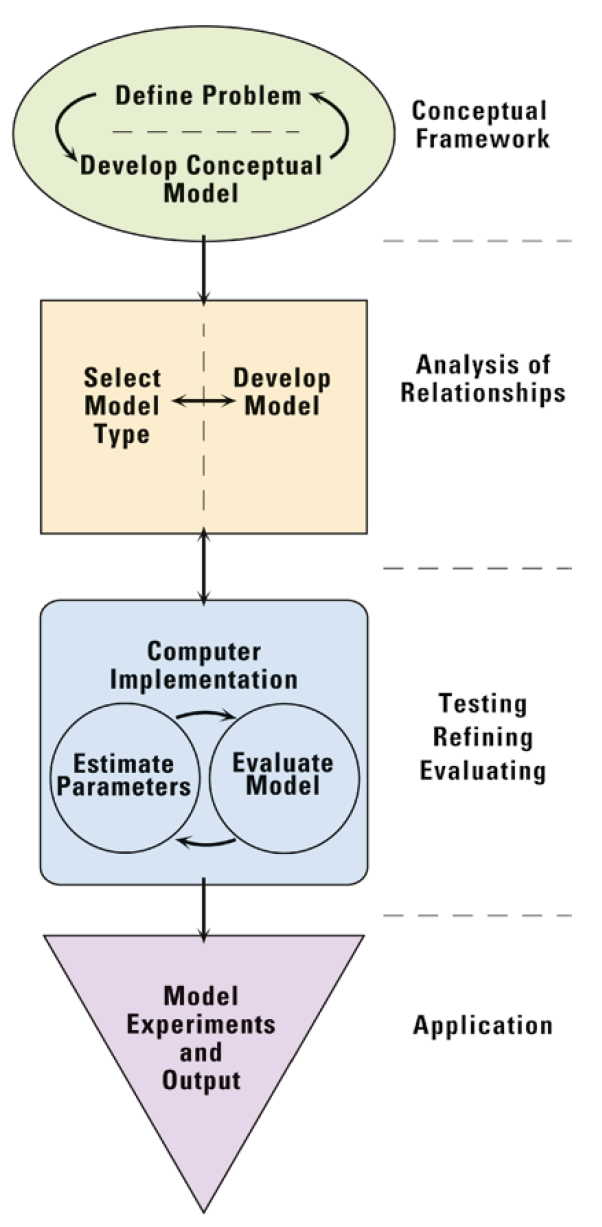 Define Problem
Develop Conceptual
Model
Conceptual
Framework
Select
Model
Type
Develop
Model
Analysis of
Relationships
Computer
Implementation
Estimate
Parameters
Evaluate
Model
Testing
Refining
Evaluating
Model
Experiments
and
Output
Application